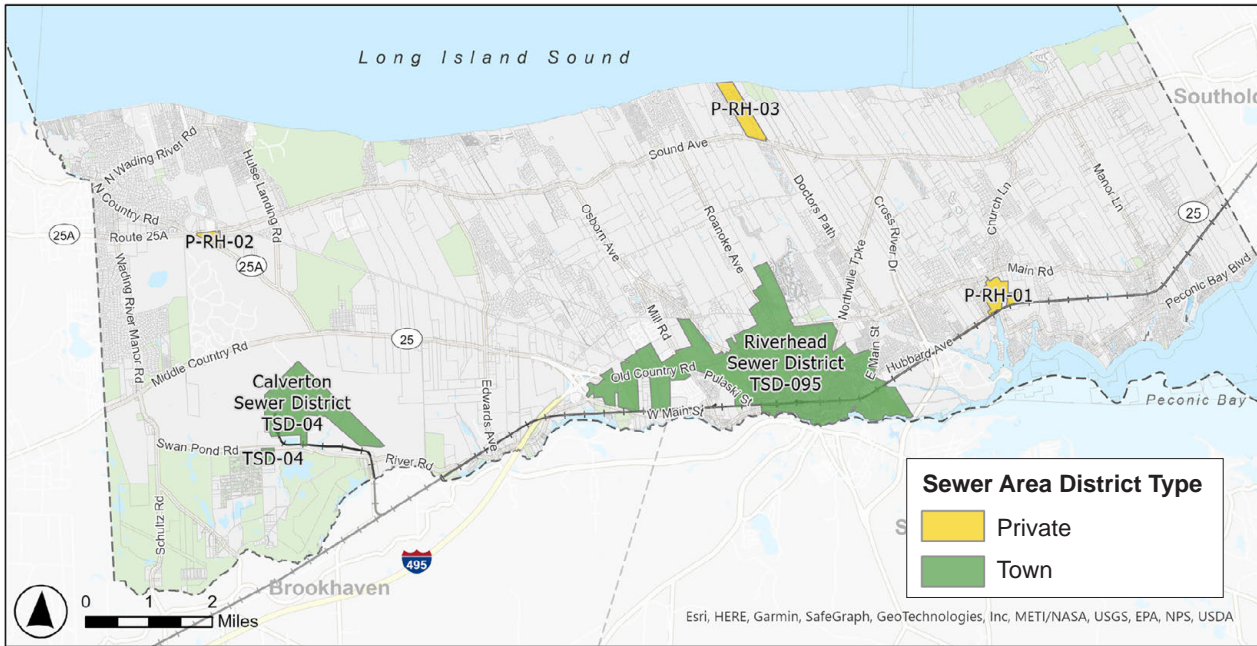 Long Island Sound
Southold
P-RH-03
N Wading River Rd
Hulse Landing Rd
Sound Ave
N Country Rd
Route 25A
25A
P-RH-02
25A
Wading River Manor Rd
Osborn Ave
Roanoke Ave
Doctors Path
Cross River Dr
Church Ln
Manor Ln
25
Main Rd
Peconic Bay Blvd
P-RH-01
Northville Tpke
Mill Rd
25
Middle Country Rd
Riverhead
Sewer District
TSD-095
E Main St
Hubbard Ave
Old Country Rd
Pulaski St
W Main St
Peconic Bay
Calverton
Sewer District
TSD-04
Edwards Ave
Swan Pond Rd
TSD-04
River Rd
Schultz Rd
495
Brookhaven
Sewer Area District Type
Private
Town
0 1 2
Miles
Esri, HERE, Garmin, SafeGraph, GeoTechnologies, Inc, METI/NASA, USGS, EPA, NPS, USDA